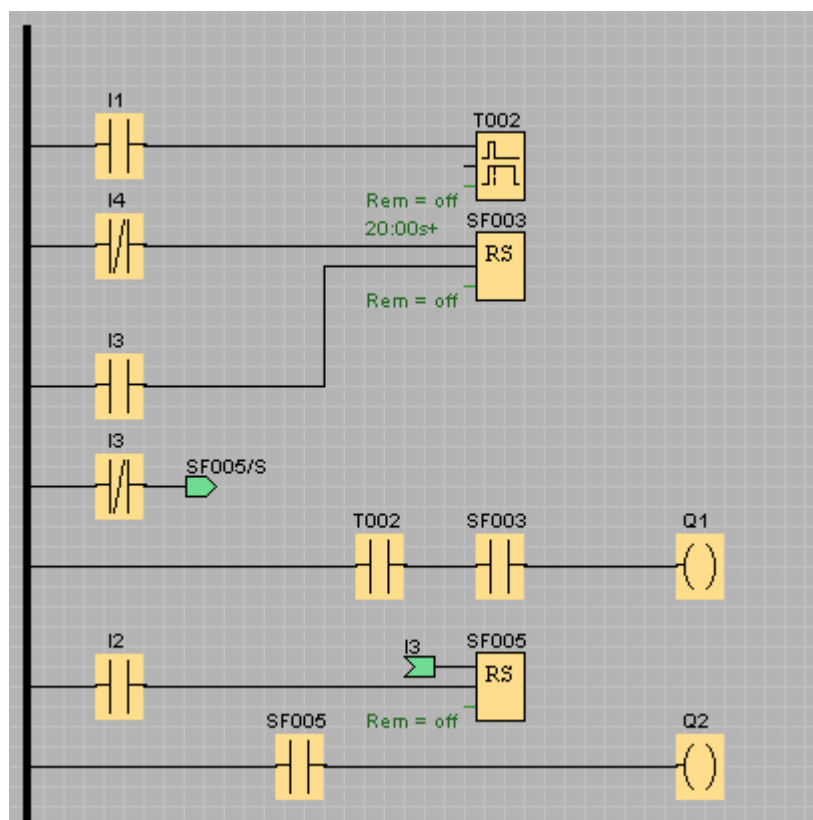 I1
T002
Rem = off
20:00s+
I4
SF003
RS
Rem = off
I3
I3
SF005/S
T002
SF003
Q1
I2
I3
SF005
RS
Rem = off
SF005
Q2